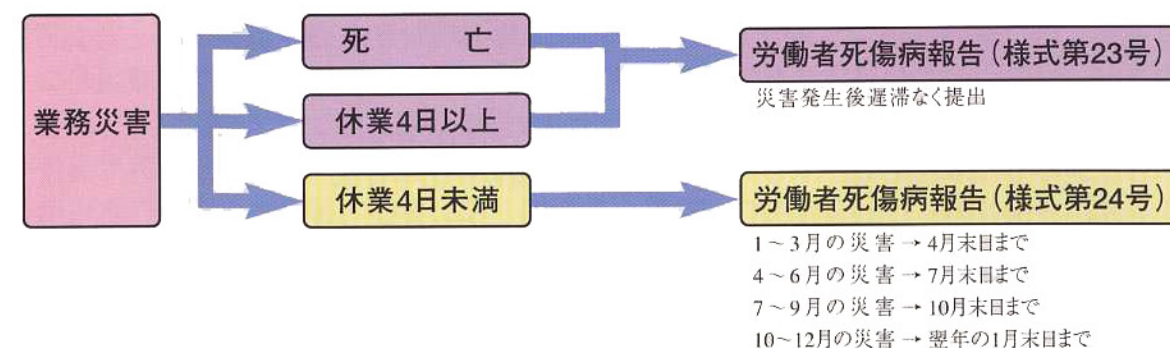 業務災害
死亡
休業4日以上
休業4日未満
労働者死傷病報告（様式第23号）
災害発生後遅滞なく提出
労働者死傷病報告（様式第24号）
1～3月の災害→4月末日まで
4～6月の災害→7月末日まで
7～9月の災害→10月末日まで
10～12月の災害→翌年の1月末日まで